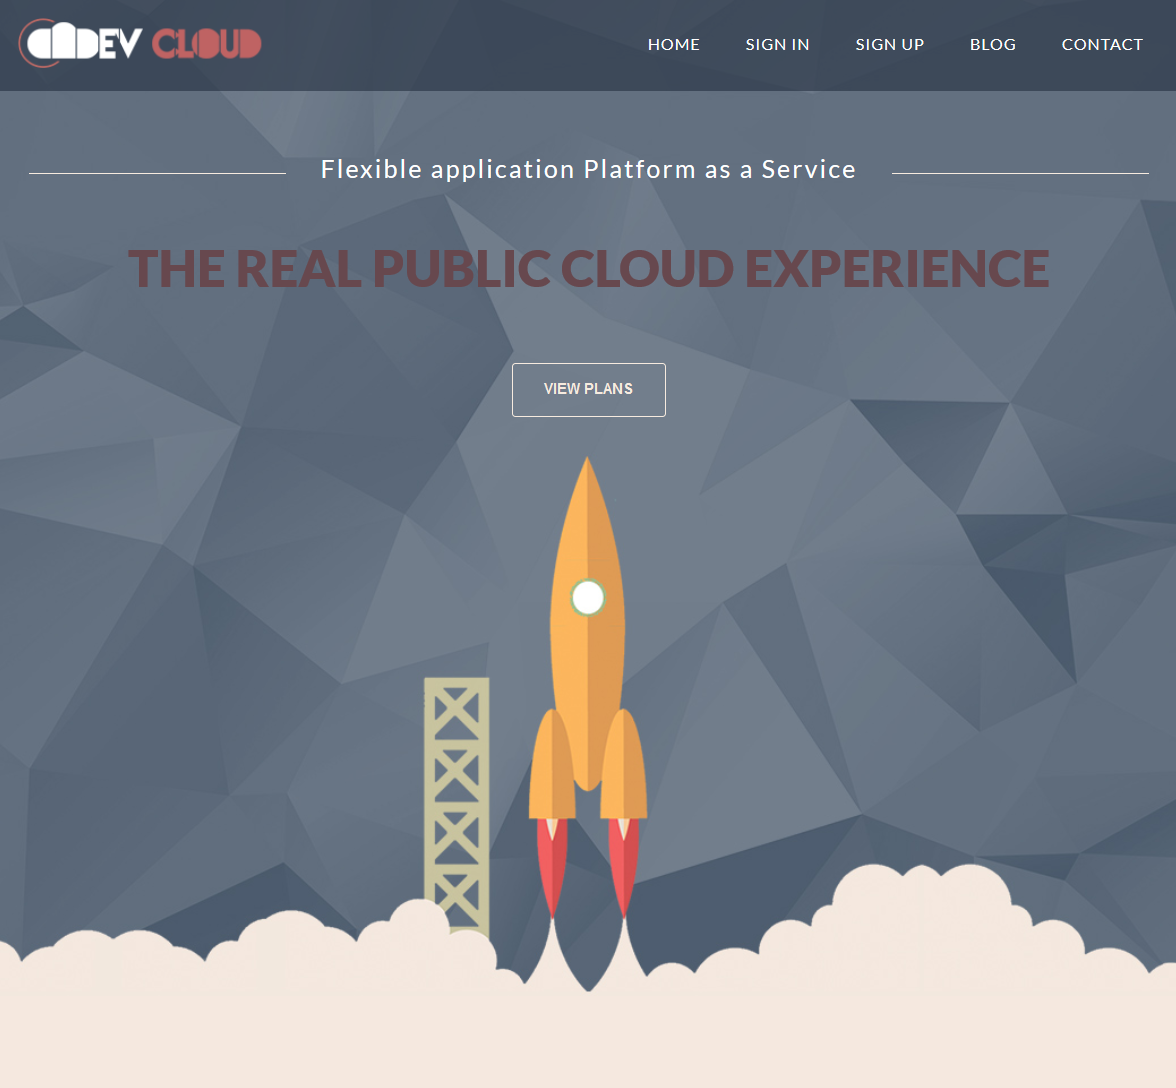 CLOUD
HOME
SIGN IN
SIGN UP
BLOG
CONTACT
Flexible application Platform as a Service
THE REAL PUBLIC CLOUD EXPERIENCE
VIEW PLANS